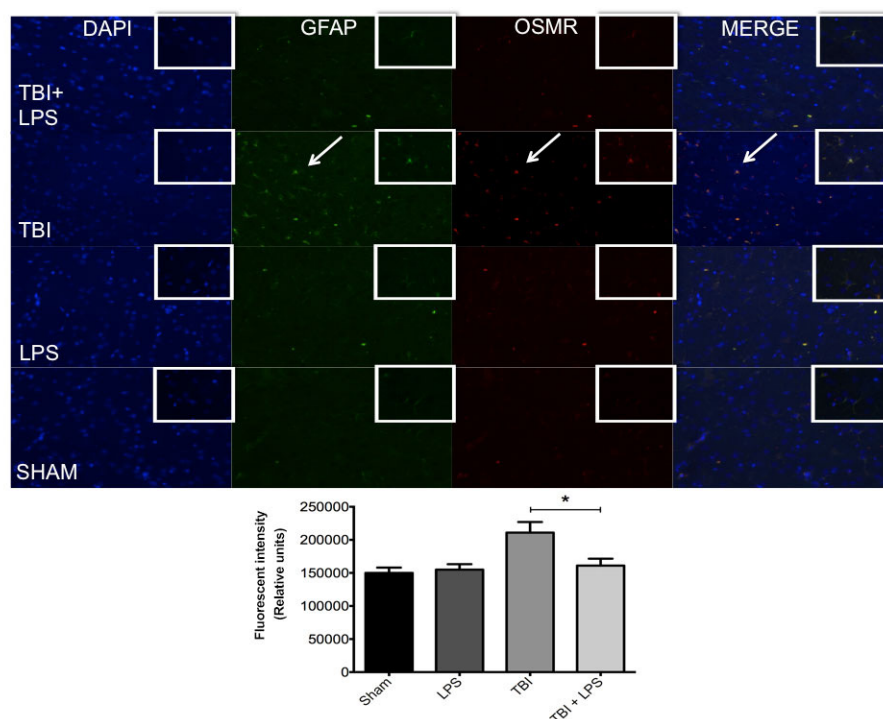 DAPI GFAP OSMR MERGE
TBI+
LPS
TBI
LPS
SHAM
*
Fluorescent intensity
(Relative units)
250000
200000
150000
100000
50000
0
Sham LPS TBI TBI + LPS